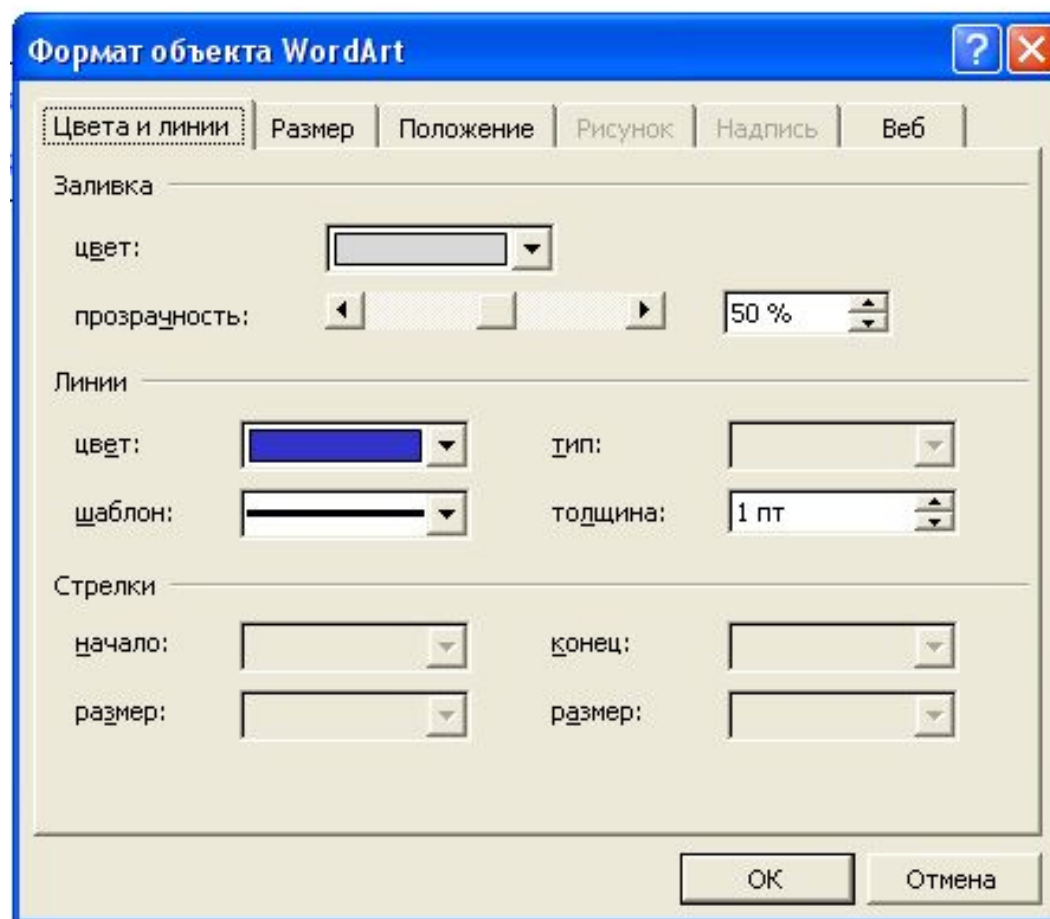 Формат объекта WordArt
Цвета и линии Размер Положение Рисунок Надпись Веб
Заливка
цвет:
прозрачность: 50 %
Линии
цвет: тип:
шаблон: толщина: 1 пт
Стрелки
начало: конец:
размер: размер:
ОК Отмена